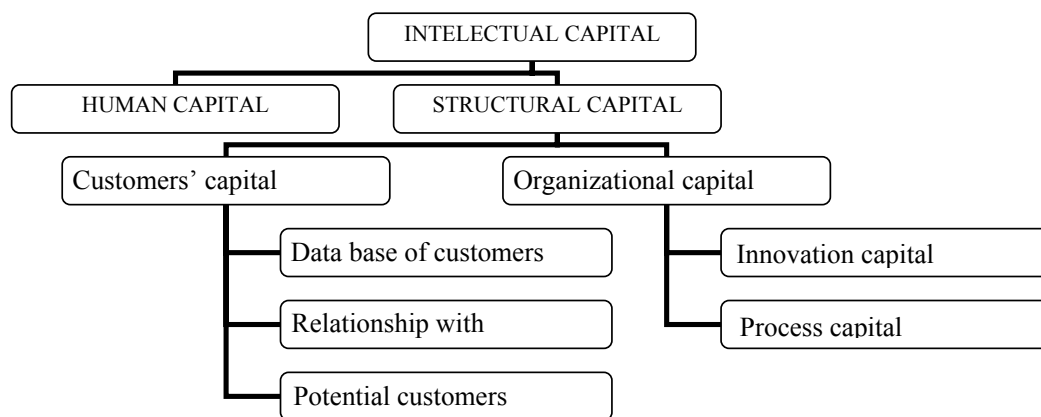 INTELECTUAL CAPITAL
HUMAN CAPITAL
STRUCTURAL CAPITAL
Customers’ capital
Organizational capital
Data base of customers
Innovation capital
Relationship with
Process capital
Potential customers